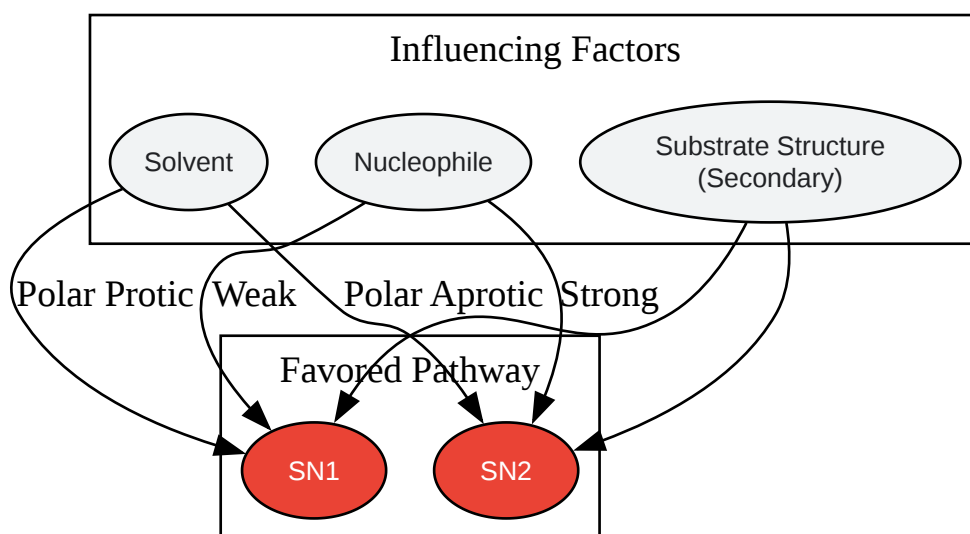 Influencing Factors
Solvent
Nucleophile
Substrate Structure
(Secondary)
Polar Protic
Weak
Polar Aprotic
Strong
Favored Pathway
SN1
SN2